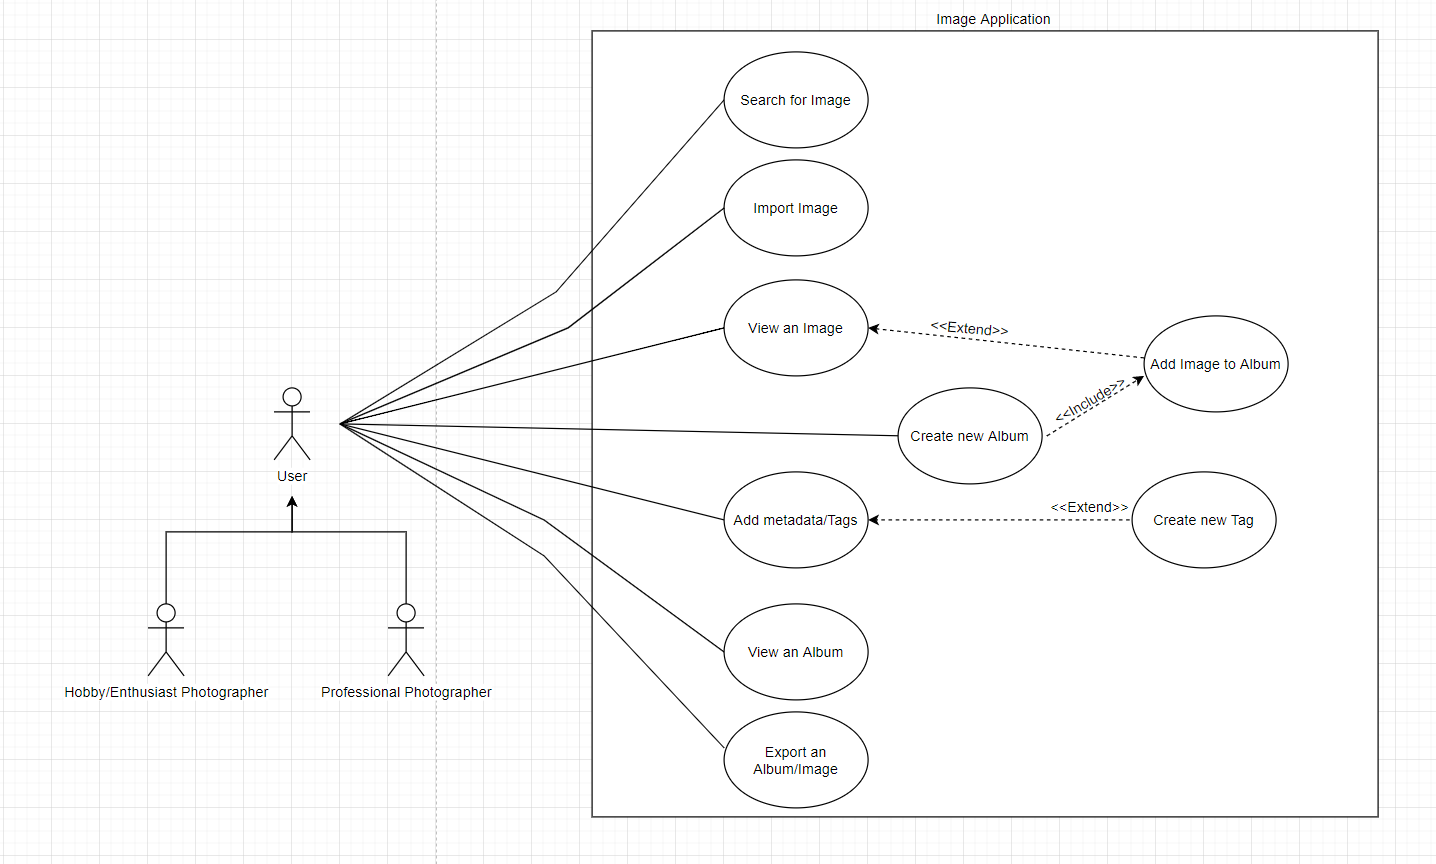 Image Application
Search for Image
Import Image
View an Image
<<Extend>>
Add Image to Album
<<Include>>
Create new Album
User
Add metadata/Tags
<<Extend>>
Create new Tag
View an Album
Hobby/Enthusiast Photographer
Professional Photographer
Export an
Album/Image